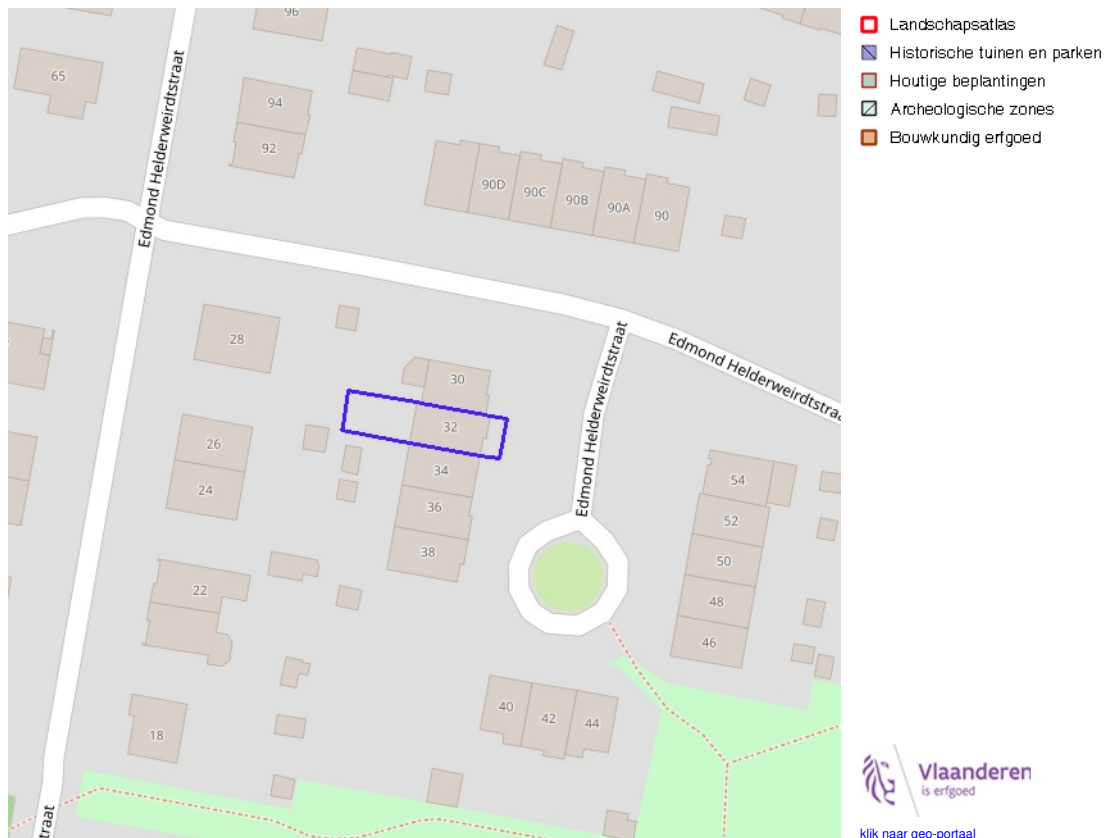 96
65
94
92
90D
90C
90B
90A
90
Edmond Helderweirdtstraat
Edmond Helderweirdtstraat
Edmond Helderweirdtstraa
28
30
32
26
24
34
36
38
54
52
50
48
46
22
40
42
44
18
straat
Landschapsatlas
Historische tuinen en parken
Houtige beplantingen
Archeologische zones
Bouwkundig erfgoed
Vlaanderen
is erfgoed
klik naar geo-portaal